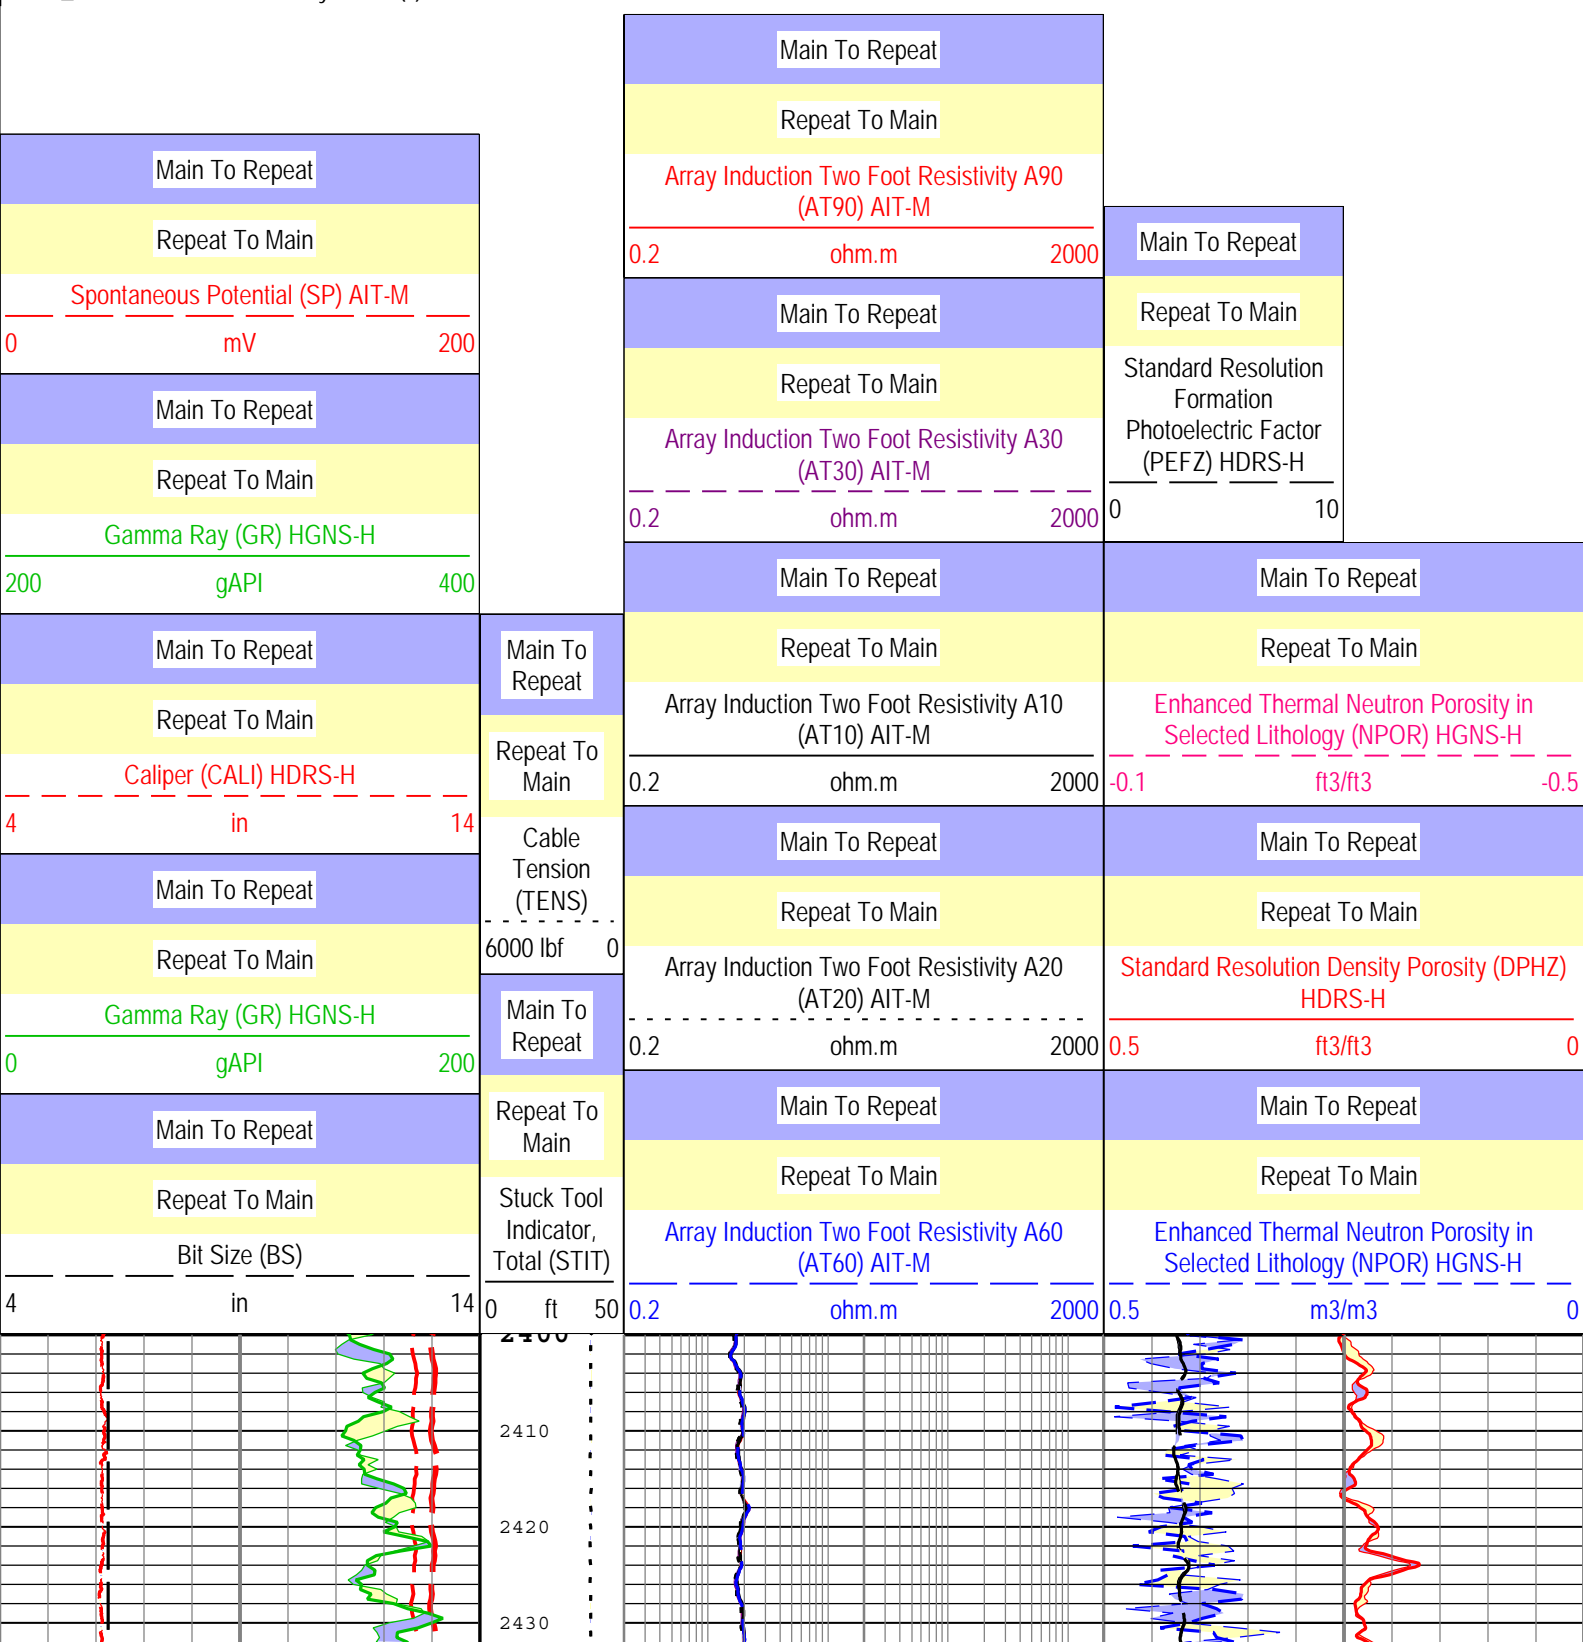 Main To Repeat
Repeat To Main
Spontaneous Potential (SP) AIT-M
0 mV 200
Main To Repeat
Repeat To Main
Gamma Ray (GR) HGNS-H
200 gAPI 400
Main To Repeat
Repeat To Main
Caliper (CALI) HDRS-H
4 in 14
Main To Repeat
Repeat To Main
Gamma Ray (GR) HGNS-H
0 gAPI 200
Main To Repeat
Repeat To Main
Bit Size (BS)
4 in 14
Main To
Repeat
Repeat To
Main
Cable
Tension
(TENS)
6000 lbf 0
Main To
Repeat
Repeat To
Main
Stuck Tool
Indicator,
Total (STIT)
0 ft 50
Main To Repeat
Repeat To Main
Array Induction Two Foot Resistivity A90
(AT90) AIT-M
0.2 ohm.m 2000
Main To Repeat
Repeat To Main
Array Induction Two Foot Resistivity A30
(AT30) AIT-M
0.2 ohm.m 2000
Main To Repeat
Repeat To Main
Array Induction Two Foot Resistivity A10
(AT10) AIT-M
0.2 ohm.m 2000
Main To Repeat
Repeat To Main
Array Induction Two Foot Resistivity A20
(AT20) AIT-M
0.2 ohm.m 2000
Main To Repeat
Repeat To Main
Array Induction Two Foot Resistivity A60
(AT60) AIT-M
0.2 ohm.m 2000
Main To Repeat
Repeat To Main
Standard Resolution
Formation
Photoelectric Factor
(PEFZ) HDRS-H
0 10
Main To Repeat
Repeat To Main
Enhanced Thermal Neutron Porosity in
Selected Lithology (NPOR) HGNS-H
-0.1 ft3/ft3 -0.5
Main To Repeat
Repeat To Main
Standard Resolution Density Porosity (DPHZ)
HDRS-H
0.5 ft3/ft3 0
Main To Repeat
Repeat To Main
Enhanced Thermal Neutron Porosity in
Selected Lithology (NPOR) HGNS-H
0.5 m3/m3 0
2400
2410
2420
2430